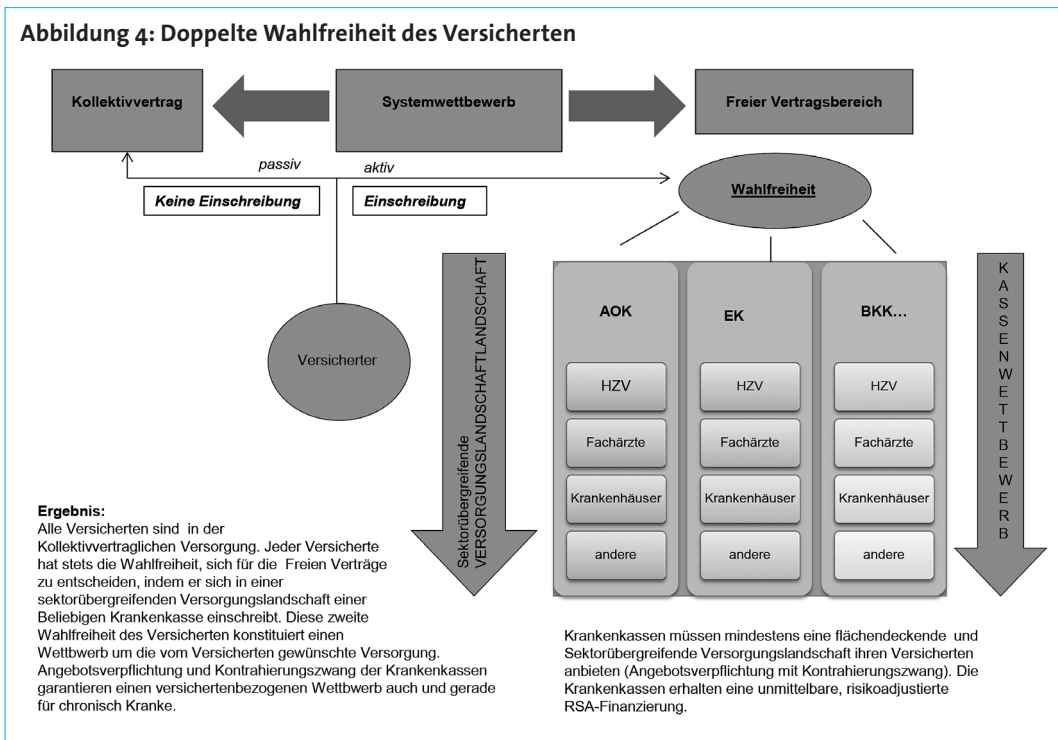 Abbildung 4: Doppelte Wahlfreiheit des Versicherten
Kollektivvertrag
Systemwettbewerb
Freier Vertragsbereich
passiv
aktiv
Keine Einschreibung
Einschreibung
Wahlfreiheit
Versicherter
Sektorübergreifende
VERSORGUNGSLANDSCHAFTLANDSCHAFT
AOK
HZV
Fachärzte
Krankenhäuser
andere
EK
HZV
Fachärzte
Krankenhäuser
andere
BKK...
HZV
Fachärzte
Krankenhäuser
andere
KASSENWETTBEWERB
Ergebnis:
Alle Versicherten sind in der
Kollektivvertraglichen Versorgung. Jeder Versicherte
hat stets die Wahlfreiheit, sich für die Freien Verträge
zu entscheiden, indem er sich in einer
sektorübergreifenden Versorgungslandschaft einer
Beliebigen Krankenkasse einschreibt. Diese zweite
Wahlfreiheit des Versicherten konstituiert einen
Wettbewerb um die vom Versicherten gewünschte Versorgung.
Angebotsverpflichtung und Kontrahierungszwang der Krankenkassen
garantieren einen versichertenbezogenen Wettbwerb auch und gerade
für chronisch Kranke.
Krankenkassen müssen mindestens eine flächendeckende und
Sektorübergreifende Versorgungslandschaft ihren Versicherten
anbieten (Angebotsverpflichtung mit Kontrahierungszwang). Die
Krankenkassen erhalten eine unmittelbare, risikoadjustierte
RSA-Finanzierung.